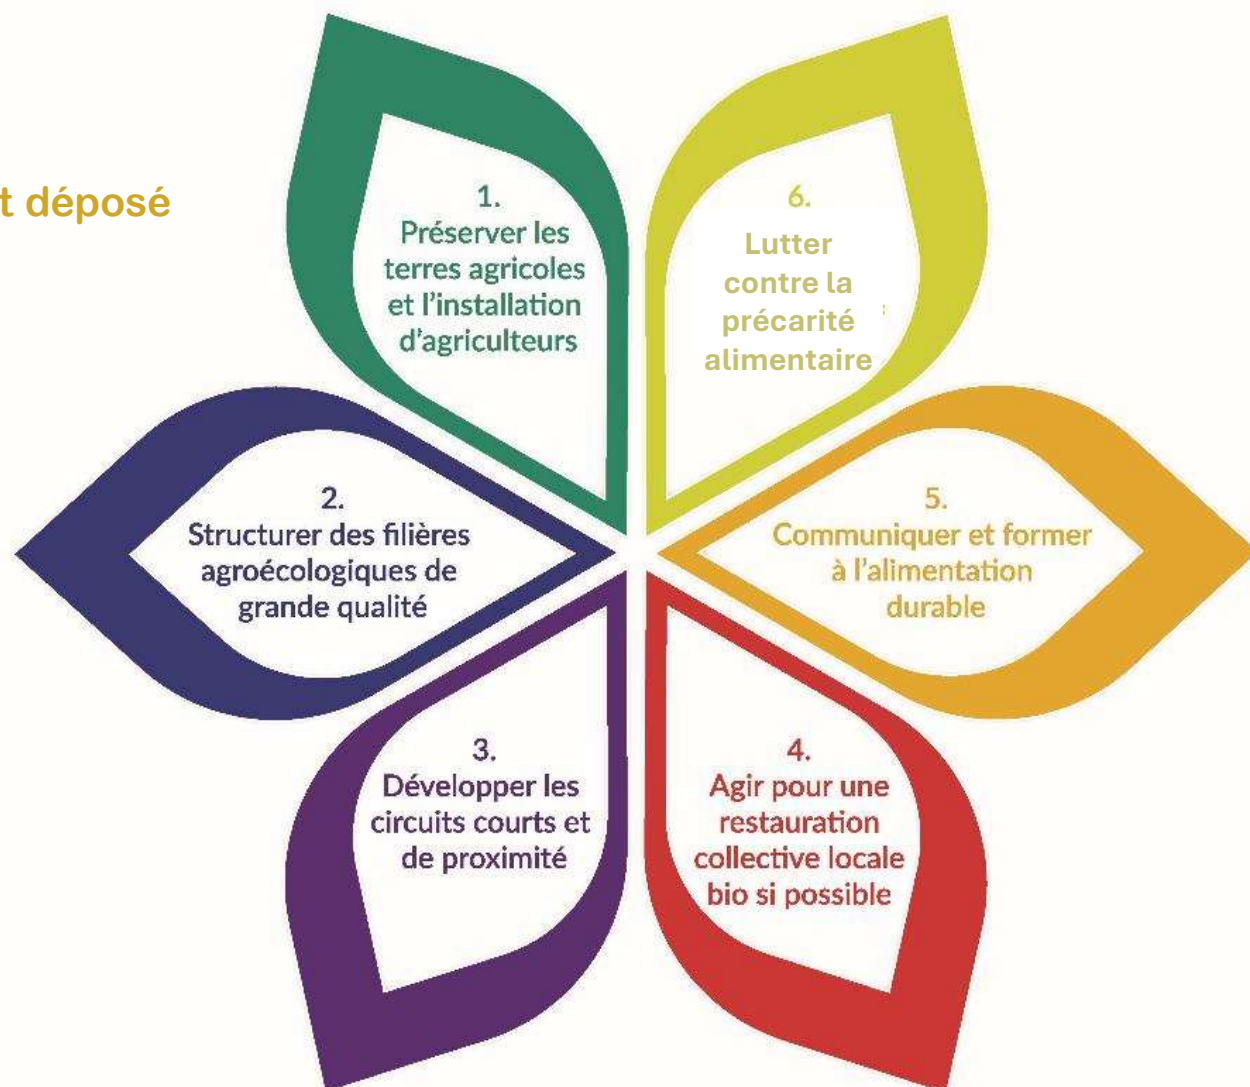 t déposé
1.
Préserver les
terres agricoles
et l'installation
d'agriculteurs
6.
Lutter
contre la
précarité
alimentaire
2.
Structurer des filières
agroécologiques de
grande qualité
5.
Communiquer et former
à l'alimentation
durable
3.
Développer les
circuits courts et
de proximité
4.
Agir pour une
restauration
collective locale
bio si possible